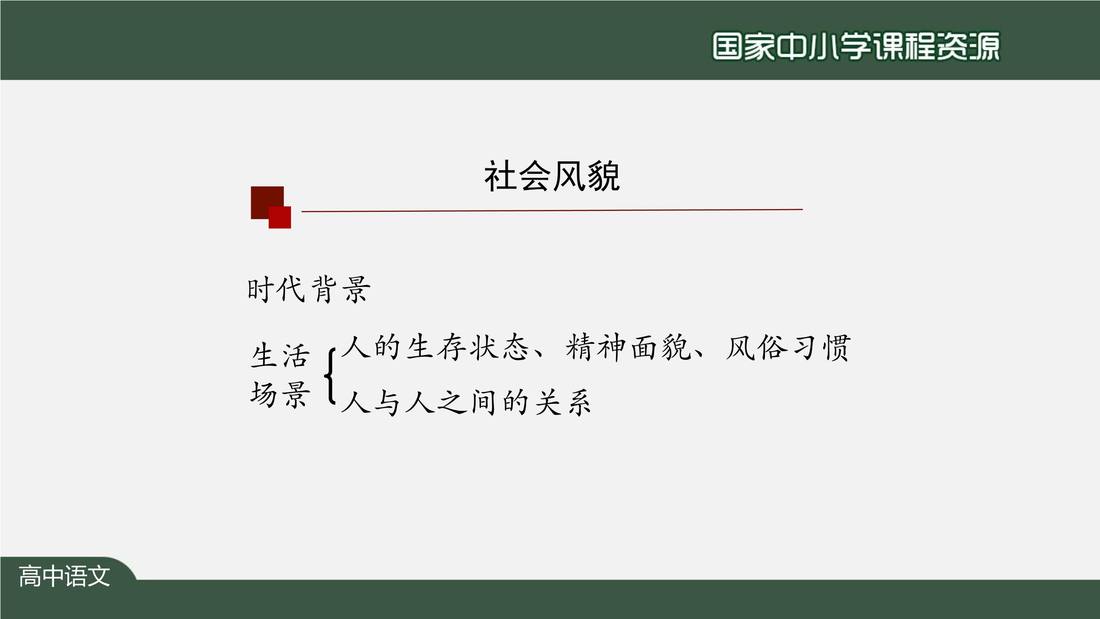 国家中小学课程资源
社会风貌
时代背景
生活
场景
人的生存状态、精神面貌、风俗习惯
人与人之间的关系
高中语文